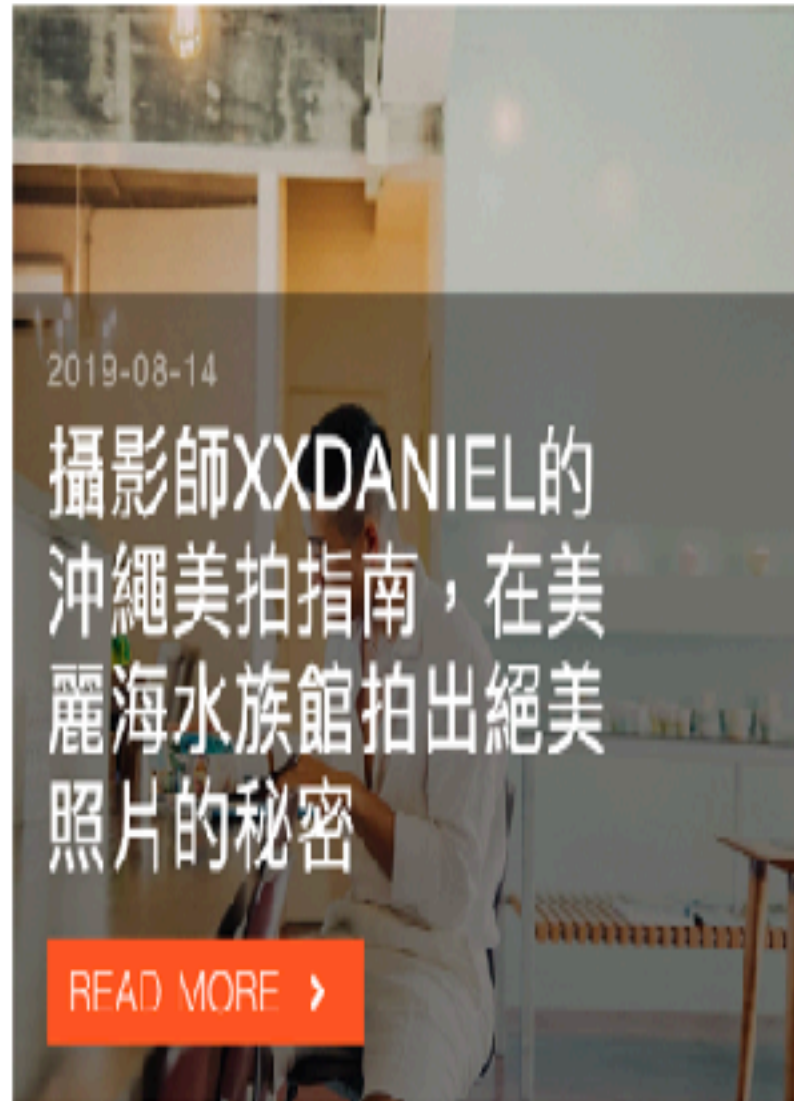 2019-08-14
攝影師XXDANIEL的
沖繩美拍指南，在美
麗海水族館拍出絕美
照片的秘密
READ MORE ›